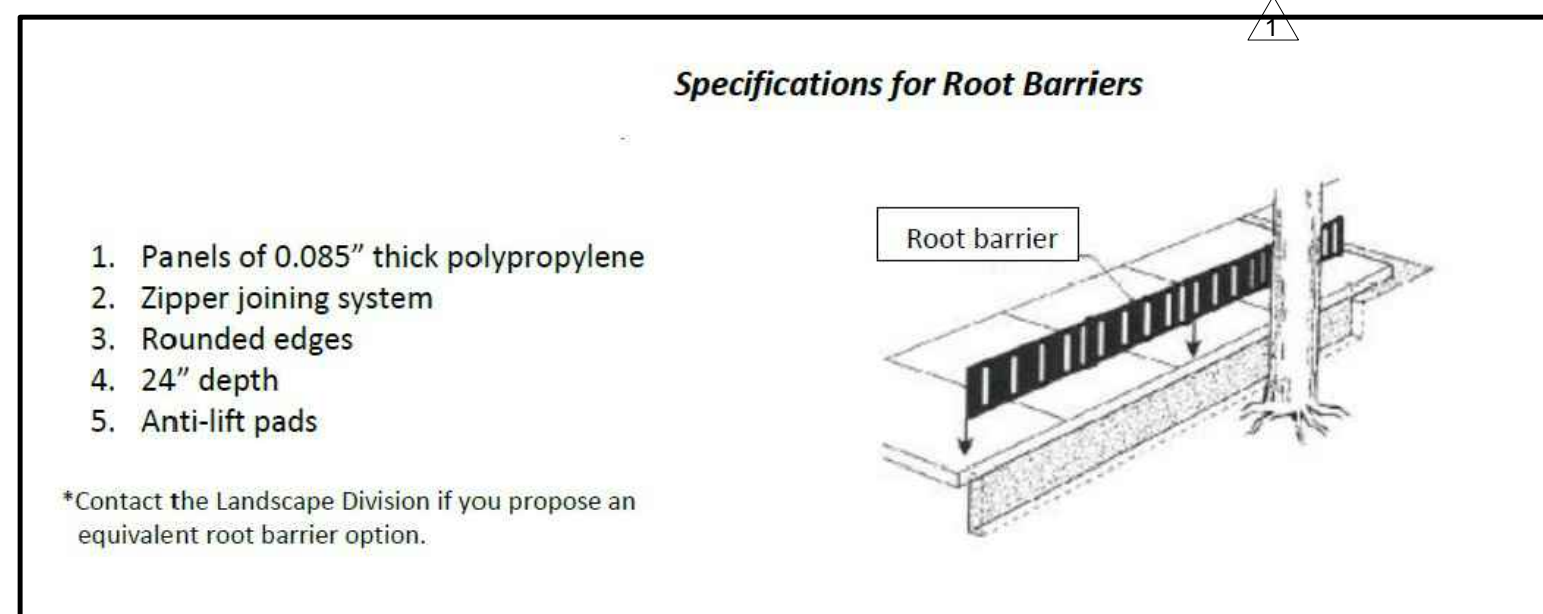 1
Specifications for Root Barriers
1. Panels of 0.085” thick polypropylene
2. Zipper joining system
3. Rounded edges
4. 24” depth
5. Anti-lift pads
*Contact the Landscape Division if you propose an
equivalent root barrier option.
Root barrier